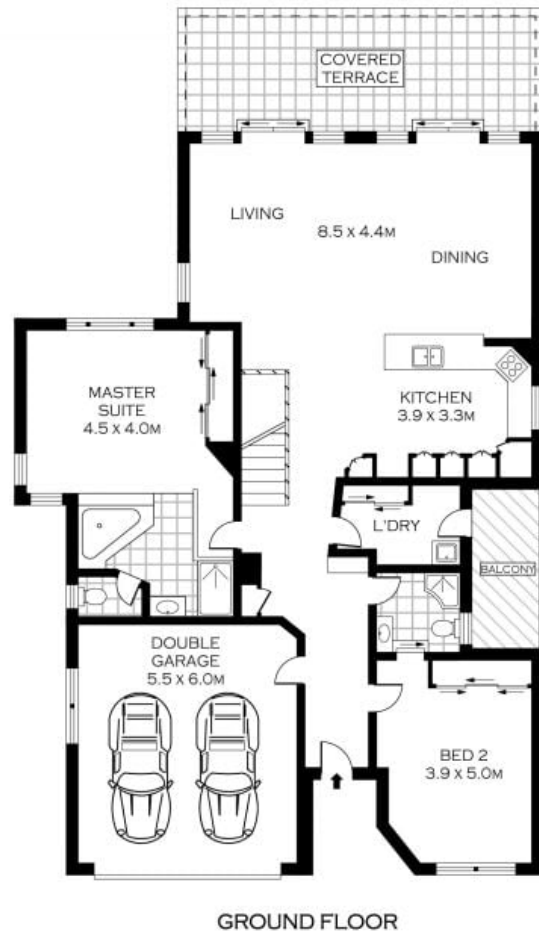 COVERED
TERRACE
LIVING
8.5 X 4.4M
DINING
MASTER
SUITE
4.5 X 4.0M
KITCHEN
3.9 X 3.3M
L'DRY
BALCONY
DOUBLE
GARAGE
5.5 X 6.0M
BED 2
3.9 X 5.0M
GROUND FLOOR